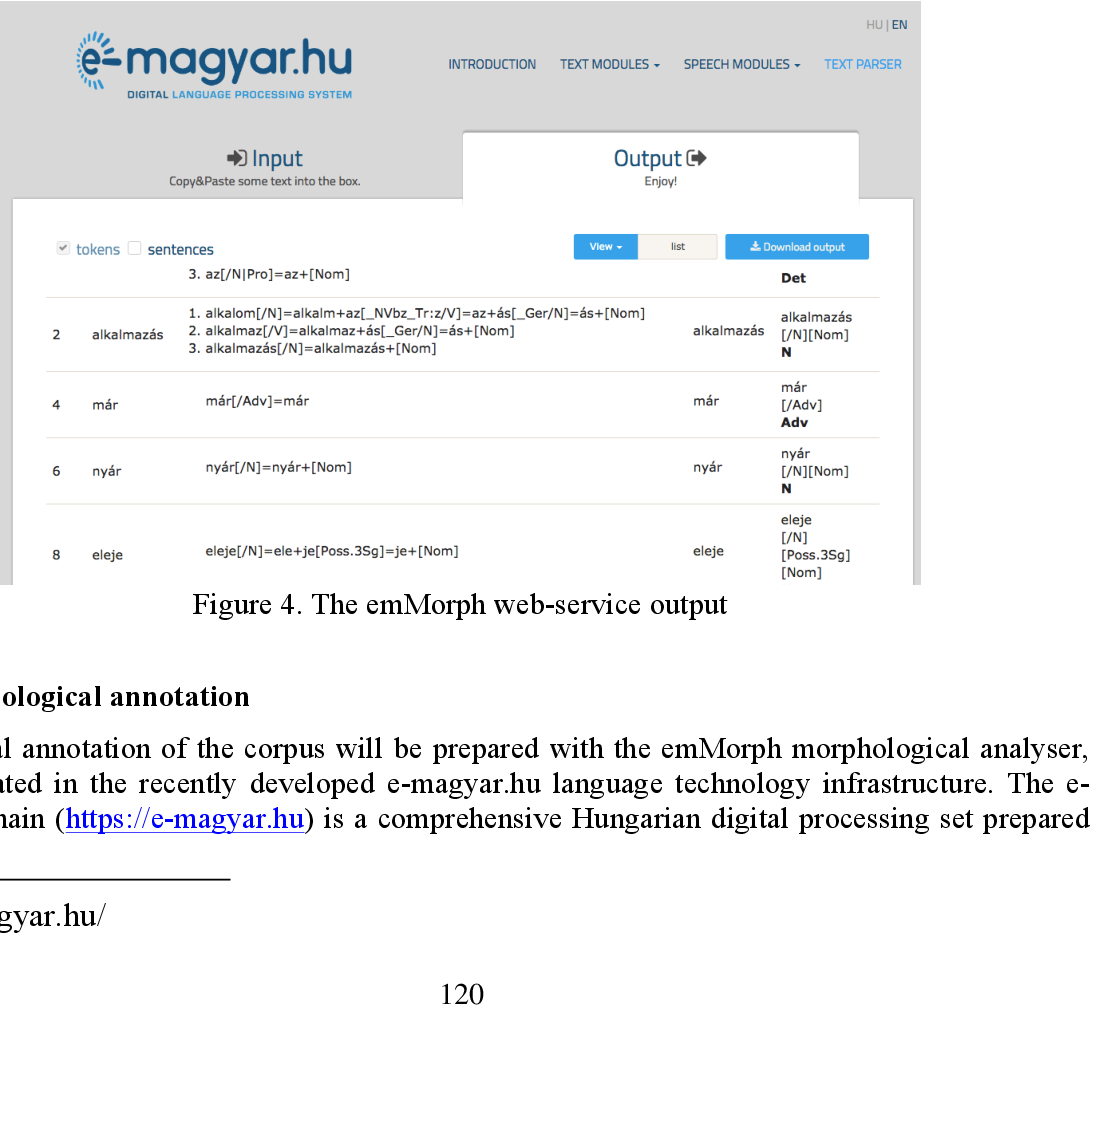 HU | EN
e-magyar.hu
DIGITAL LANGUAGE PROCESSING SYSTEM
INTRODUCTION TEXT MODULES SPEECH MODULES TEXT PARSER
Input
Copy&Paste some text into the box.
Output
Enjoy!
tokens sentences
View list Download output
3. az[/N|Pro]=az+[Nom]
Det
2 alkalmazás
1. alkalom[/N]=alkalm+az[_NVbz_Tr:z/V]=az+ás[_Ger/N]=ás+[Nom]
2. alkalmaz[/V]=alkalmaz+ás[_Ger/N]=ás+[Nom]
3. alkalmazás[/N]=alkalmazás+[Nom]
alkalmazás
alkalmazás
[/N][Nom]
N
4 már már[/Adv]=már már
már
[/Adv]
Adv
6 nyár nyár[/N]=nyár+[Nom] nyár
nyár
[/N][Nom]
N
8 eleje eleje[/N]=ele+je[Poss.3Sg]=je+[Nom] eleje
eleje
[/N]
[Poss.3Sg]
[Nom]
Figure 4. The emMorph web-service output
ological annotation
al annotation of the corpus will be prepared with the emMorph morphological analyser,
ated in the recently developed e-magyar.hu language technology infrastructure. The e-
hain (https://e-magyar.hu) is a comprehensive Hungarian digital processing set prepared
gyar.hu/
120